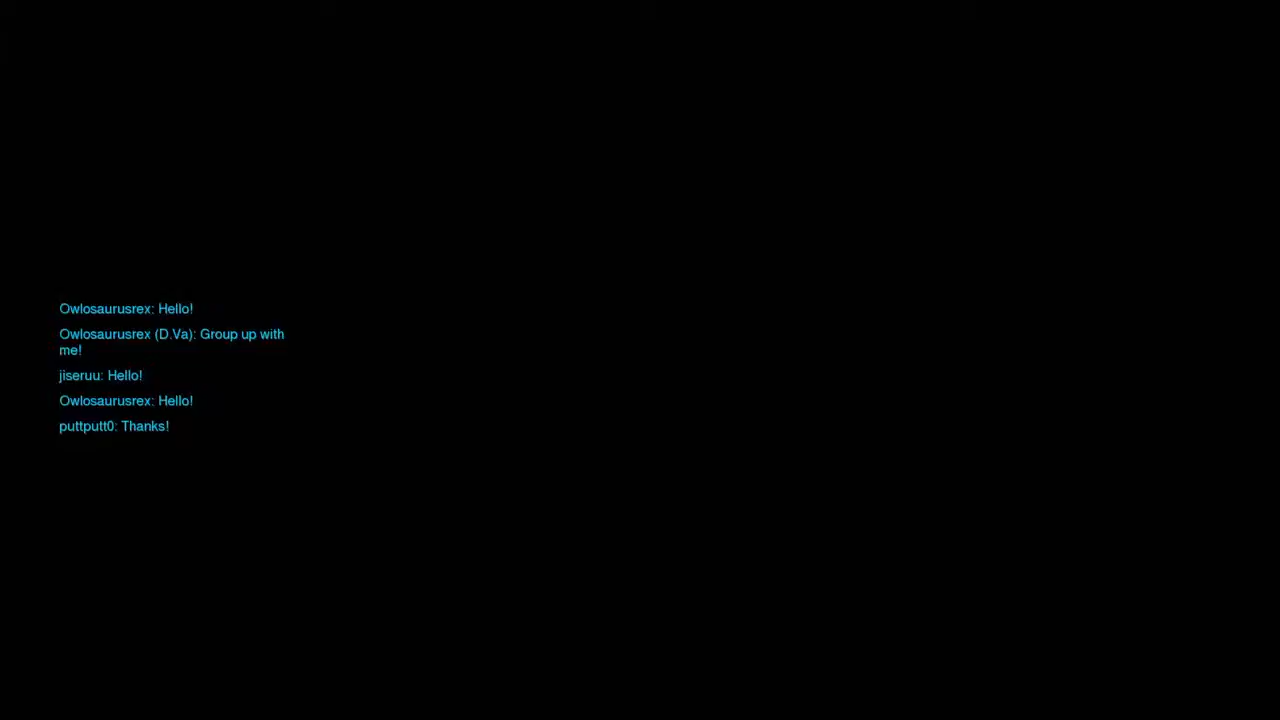 Owlosaurusrex: Hello!
Owlosaurusrex (D.Va): Group up with
me!
jiseruu: Hello!
Owlosaurusrex: Hello!
puttputt0: Thanks!